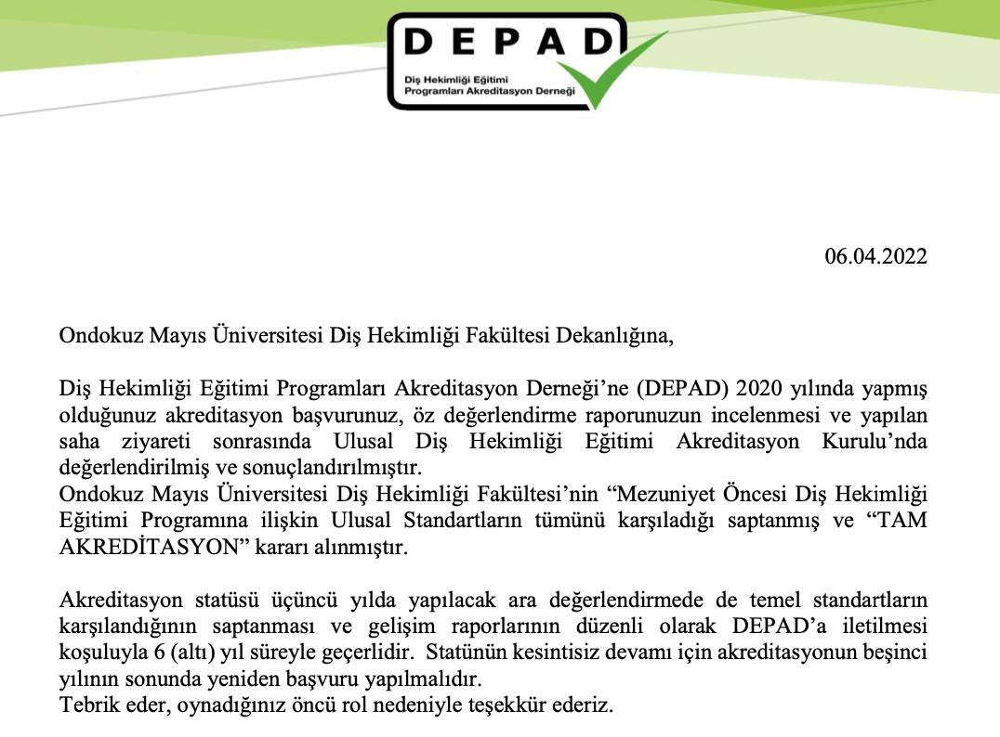 DEPAD
Diş Hekimliği Eğitimi
Programları Akreditasyon Derneği
06.04.2022
Ondokuz Mayıs Üniversitesi Diş Hekimliği Fakültesi Dekanlığına,
Diş Hekimliği Eğitimi Programları Akreditasyon Derneği’ne (DEPAD) 2020 yılında yapmış
olduğunuz akreditasyon başvurunuz, öz değerlendirme raporunuzun incelenmesi ve yapılan
saha ziyareti sonrasında Ulusal Diş Hekimliği Eğitimi Akreditasyon Kurulu’nda
değerlendirilmiş ve sonuçlandırılmıştır.
Ondokuz Mayıs Üniversitesi Diş Hekimliği Fakültesi’nin “Mezuniyet Öncesi Diş Hekimliği
Eğitimi Programına ilişkin Ulusal Standartların tümünü karşıladığı saptanmış ve “TAM
AKREDİTASYON” kararı alınmıştır.
Akreditasyon statüsü üçüncü yılda yapılacak ara değerlendirmede de temel standartların
karşılandığının saptanması ve gelişim raporlarının düzenli olarak DEPAD’a iletilmesi
koşuluyla 6 (altı) yıl süreyle geçerlidir.  Statünün kesintisiz devamı için akreditasyonun beşinci
yılının sonunda yeniden başvuru yapılmalıdır.
Tebrik eder, oynadığınız öncü rol nedeniyle teşekkür ederiz.